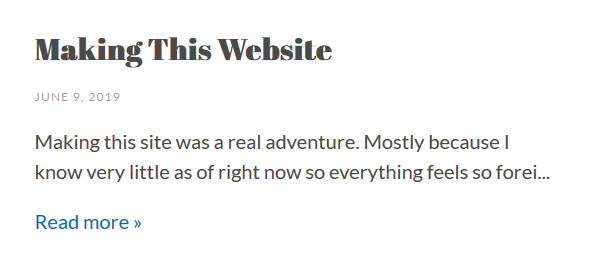 Making This Website
JUNE 9, 2019
Making this site was a real adventure. Mostly because I
know very little as of right now so everything feels so forei...
Read more »